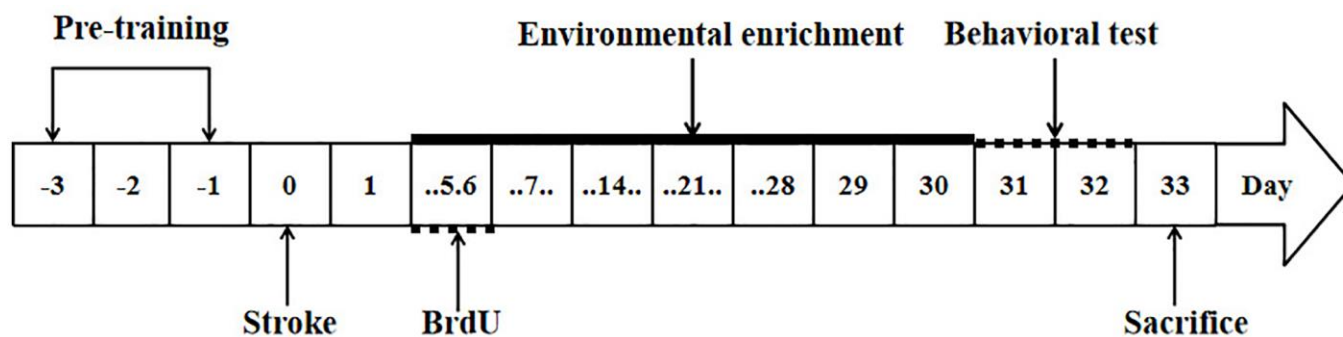 Pre-training
Environmental enrichment
Behavioral test
-3 -2 -1 0 1 ..5.6 ..7.. ..14.. ..21.. ..28 29 30 31 32 33 Day
Stroke
BrdU
Sacrifice